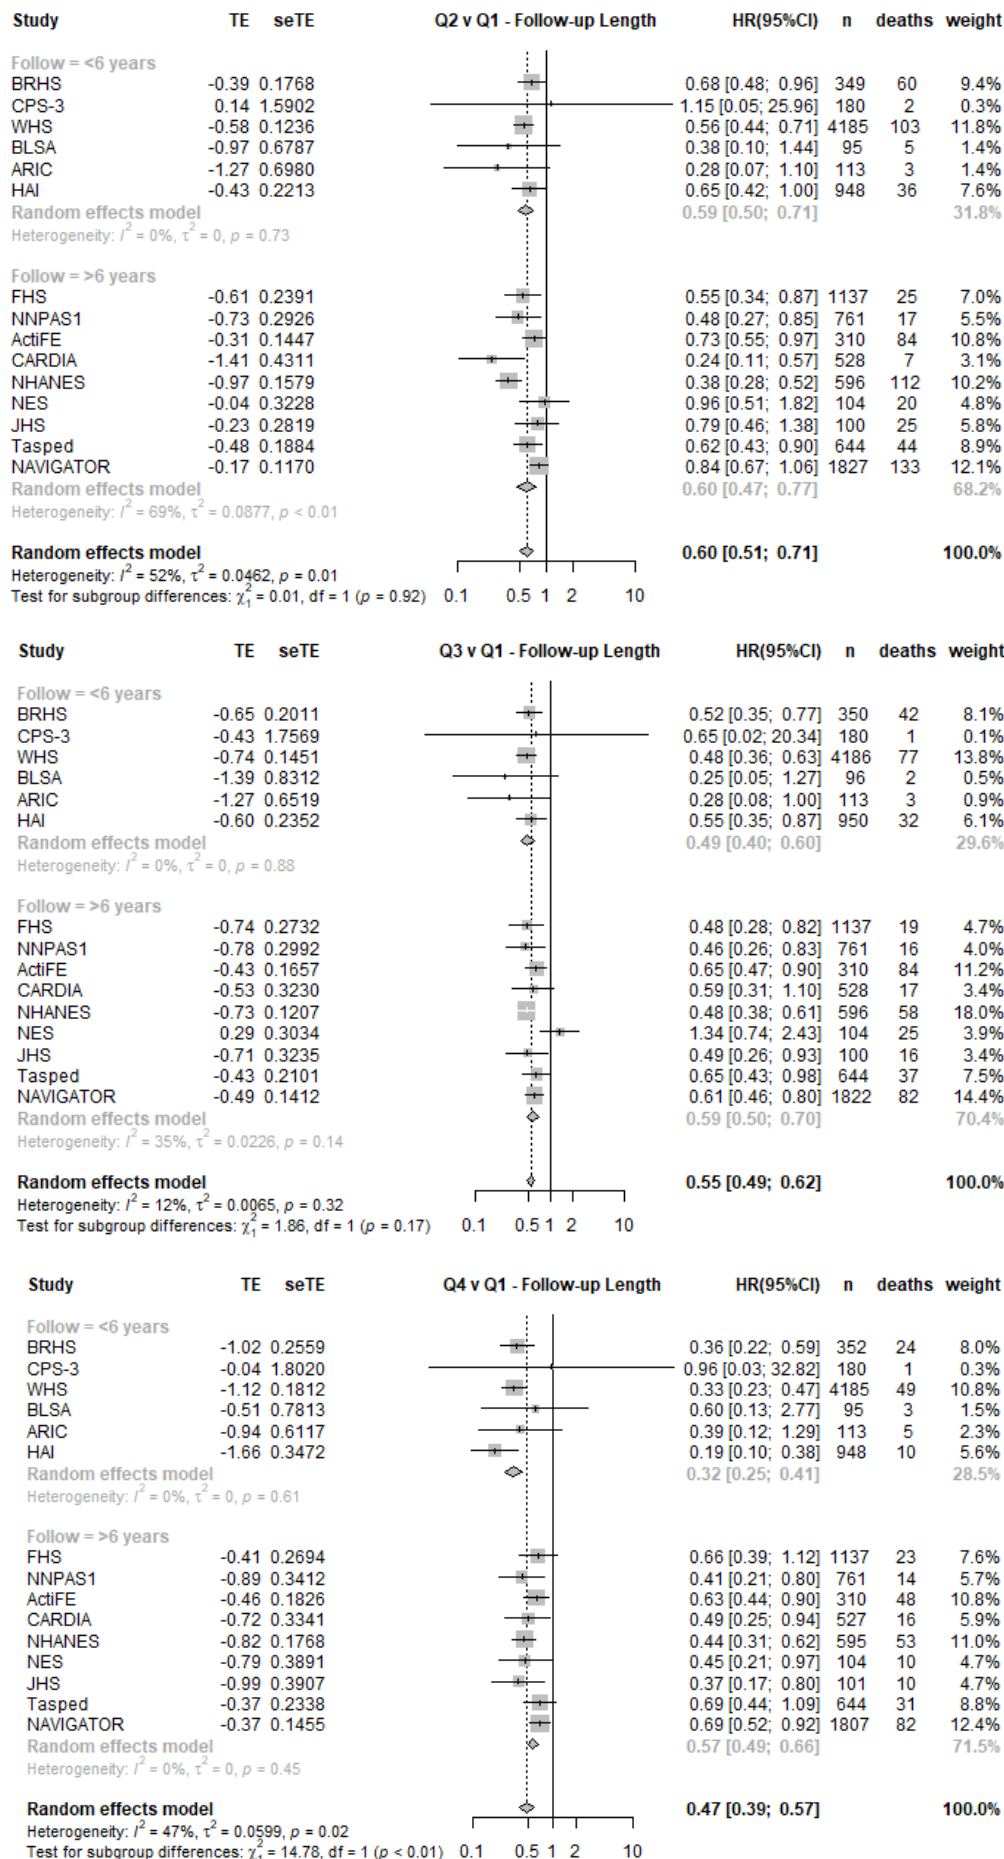 Study TE seTE Q2 v Q1 - Follow-up Length HR(95%CI) n deaths weight
Follow = <6 years
BRHS -0.39 0.1768 0.68 [0.48; 0.96] 349 60 9.4%
CPS-3 0.14 1.5902 1.15 [0.05; 25.96] 180 2 0.3%
WHS -0.58 0.1236 0.56 [0.44; 0.71] 4185 103 11.8%
BLSA -0.97 0.6787 0.38 [0.10; 1.44] 95 5 1.4%
ARIC -1.27 0.6980 0.28 [0.07; 1.10] 113 3 1.4%
HAI -0.43 0.2213 0.65 [0.42; 1.00] 948 36 7.6%
Random effects model 0.59 [0.50; 0.71] 31.8%
Heterogeneity: I² = 0%, τ² = 0, p = 0.73
Follow = >6 years
FHS -0.61 0.2391 0.55 [0.34; 0.87] 1137 25 7.0%
NNPAS1 -0.73 0.2926 0.48 [0.27; 0.85] 761 17 5.5%
ActiFE -0.31 0.1447 0.73 [0.55; 0.97] 310 84 10.8%
CARDIA -1.41 0.4311 0.24 [0.11; 0.57] 528 7 3.1%
NHANES -0.97 0.1579 0.38 [0.28; 0.52] 596 112 10.2%
NES -0.04 0.3228 0.96 [0.51; 1.82] 104 20 4.8%
JHS -0.23 0.2819 0.79 [0.46; 1.38] 100 25 5.8%
Tasped -0.48 0.1884 0.62 [0.43; 0.90] 644 44 8.9%
NAVIGATOR -0.17 0.1170 0.84 [0.67; 1.06] 1827 133 12.1%
Random effects model 0.60 [0.47; 0.77] 68.2%
Heterogeneity: I² = 69%, τ² = 0.0877, p < 0.01
Random effects model 0.60 [0.51; 0.71] 100.0%
Heterogeneity: I² = 52%, τ² = 0.0462, p = 0.01
Test for subgroup differences: χ²₁ = 0.01, df = 1 (p = 0.92) 0.1 0.5 1 2 10
Study TE seTE Q3 v Q1 - Follow-up Length HR(95%CI) n deaths weight
Follow = <6 years
BRHS -0.65 0.2011 0.52 [0.35; 0.77] 350 42 8.1%
CPS-3 -0.43 1.7569 0.65 [0.02; 20.34] 180 1 0.1%
WHS -0.74 0.1451 0.48 [0.36; 0.63] 4186 77 13.8%
BLSA -1.39 0.8312 0.25 [0.05; 1.27] 96 2 0.5%
ARIC -1.27 0.6519 0.28 [0.08; 1.00] 113 3 0.9%
HAI -0.60 0.2352 0.55 [0.35; 0.87] 950 32 6.1%
Random effects model 0.49 [0.40; 0.60] 29.6%
Heterogeneity: I² = 0%, τ² = 0, p = 0.88
Follow = >6 years
FHS -0.74 0.2732 0.48 [0.28; 0.82] 1137 19 4.7%
NNPAS1 -0.78 0.2992 0.46 [0.26; 0.83] 761 16 4.0%
ActiFE -0.43 0.1657 0.65 [0.47; 0.90] 310 84 11.2%
CARDIA -0.53 0.3230 0.59 [0.31; 1.10] 528 17 3.4%
NHANES -0.73 0.1207 0.48 [0.38; 0.61] 596 58 18.0%
NES 0.29 0.3034 1.34 [0.74; 2.43] 104 25 3.9%
JHS -0.71 0.3235 0.49 [0.26; 0.93] 100 16 3.4%
Tasped -0.43 0.2101 0.65 [0.43; 0.98] 644 37 7.5%
NAVIGATOR -0.49 0.1412 0.61 [0.46; 0.80] 1822 82 14.4%
Random effects model 0.59 [0.50; 0.70] 70.4%
Heterogeneity: I² = 35%, τ² = 0.0226, p = 0.14
Random effects model 0.55 [0.49; 0.62] 100.0%
Heterogeneity: I² = 12%, τ² = 0.0065, p = 0.32
Test for subgroup differences: χ²₁ = 1.86, df = 1 (p = 0.17) 0.1 0.5 1 2 10
Study TE seTE Q4 v Q1 - Follow-up Length HR(95%CI) n deaths weight
Follow = <6 years
BRHS -1.02 0.2559 0.36 [0.22; 0.59] 352 24 8.0%
CPS-3 -0.04 1.8020 0.96 [0.03; 32.82] 180 1 0.3%
WHS -1.12 0.1812 0.33 [0.23; 0.47] 4185 49 10.8%
BLSA -0.51 0.7813 0.60 [0.13; 2.77] 95 3 1.5%
ARIC -0.94 0.6117 0.39 [0.12; 1.29] 113 5 2.3%
HAI -1.66 0.3472 0.19 [0.10; 0.38] 948 10 5.6%
Random effects model 0.32 [0.25; 0.41] 28.5%
Heterogeneity: I² = 0%, τ² = 0, p = 0.61
Follow = >6 years
FHS -0.41 0.2694 0.66 [0.39; 1.12] 1137 23 7.6%
NNPAS1 -0.89 0.3412 0.41 [0.21; 0.80] 761 14 5.7%
ActiFE -0.46 0.1826 0.63 [0.44; 0.90] 310 48 10.8%
CARDIA -0.72 0.3341 0.49 [0.25; 0.94] 527 16 5.9%
NHANES -0.82 0.1768 0.44 [0.31; 0.62] 595 53 11.0%
NES -0.79 0.3891 0.45 [0.21; 0.97] 104 10 4.7%
JHS -0.99 0.3907 0.37 [0.17; 0.80] 101 10 4.7%
Tasped -0.37 0.2338 0.69 [0.44; 1.09] 644 31 8.8%
NAVIGATOR -0.37 0.1455 0.69 [0.52; 0.92] 1807 82 12.4%
Random effects model 0.57 [0.49; 0.66] 71.5%
Heterogeneity: I² = 0%, τ² = 0, p = 0.45
Random effects model 0.47 [0.39; 0.57] 100.0%
Heterogeneity: I² = 47%, τ² = 0.0599, p = 0.02
Test for subgroup differences: χ²₁ = 14.78, df = 1 (p < 0.01) 0.1 0.5 1 2 10